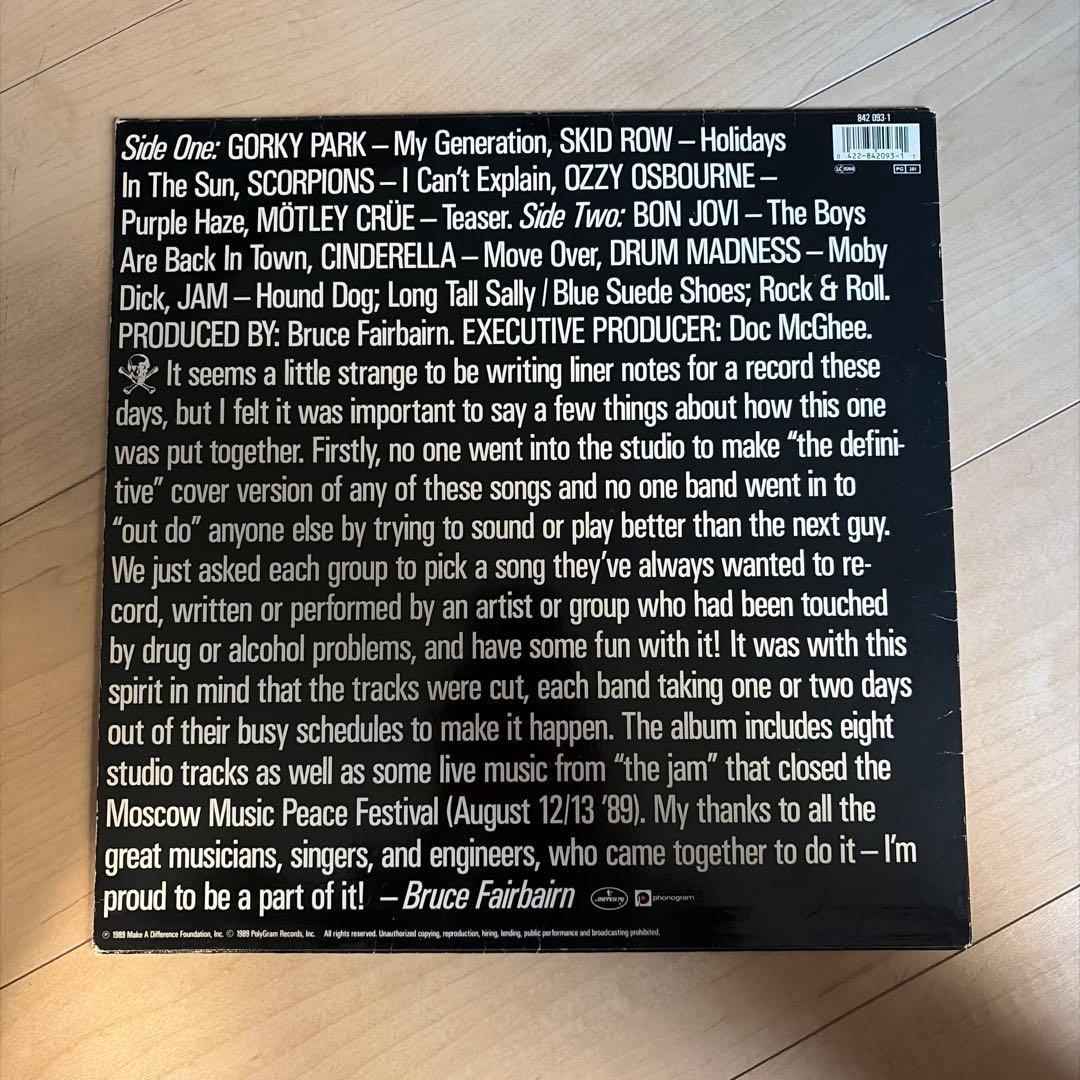 842 093-1
0 422-842093-1 1
LC 0268
PG 281
Side One: GORKY PARK – My Generation, SKID ROW – Holidays
In The Sun, SCORPIONS – I Can't Explain, OZZY OSBOURNE –
Purple Haze, MÖTLEY CRÜE – Teaser. Side Two: BON JOVI – The Boys
Are Back In Town, CINDERELLA – Move Over, DRUM MADNESS – Moby
Dick, JAM – Hound Dog; Long Tall Sally / Blue Suede Shoes; Rock & Roll.
PRODUCED BY: Bruce Fairbairn. EXECUTIVE PRODUCER: Doc McGhee.
It seems a little strange to be writing liner notes for a record these
days, but I felt it was important to say a few things about how this one
was put together. Firstly, no one went into the studio to make “the defini-
tive” cover version of any of these songs and no one band went in to
“out do” anyone else by trying to sound or play better than the next guy.
We just asked each group to pick a song they've always wanted to re-
cord, written or performed by an artist or group who had been touched
by drug or alcohol problems, and have some fun with it! It was with this
spirit in mind that the tracks were cut, each band taking one or two days
out of their busy schedules to make it happen. The album includes eight
studio tracks as well as some live music from “the jam” that closed the
Moscow Music Peace Festival (August 12/13 '89). My thanks to all the
great musicians, singers, and engineers, who came together to do it – I'm
proud to be a part of it! – Bruce Fairbairn mercury phonogram
℗ 1989 Make A Difference Foundation, Inc. © 1989 PolyGram Records, Inc. All rights reserved. Unauthorized copying, reproduction, hiring, lending, public performance and broadcasting prohibited.